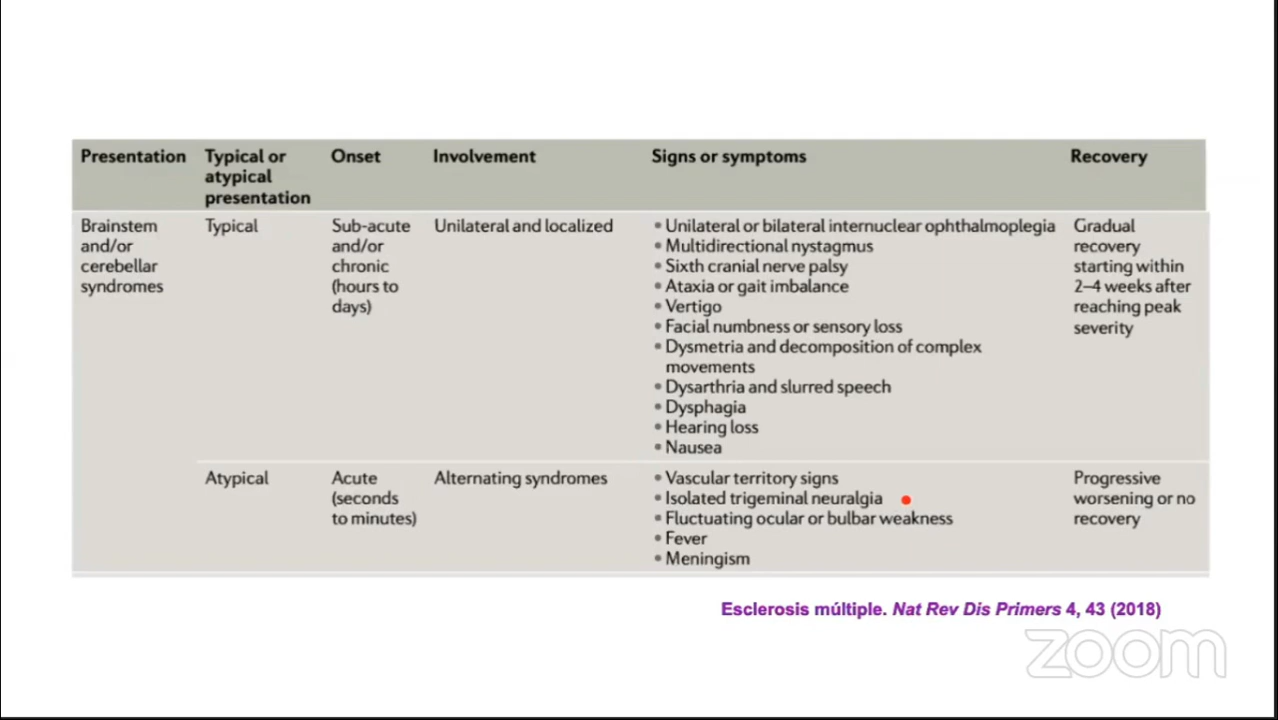 Presentation
Typical or
atypical
presentation
Onset
Involvement
Signs or symptoms
Recovery
Brainstem
and/or
cerebellar
syndromes
Typical
Sub-acute
and/or
chronic
(hours to
days)
Unilateral and localized
• Unilateral or bilateral internuclear ophthalmoplegia
• Multidirectional nystagmus
• Sixth cranial nerve palsy
• Ataxia or gait imbalance
• Vertigo
• Facial numbness or sensory loss
• Dysmetria and decomposition of complex
movements
• Dysarthria and slurred speech
• Dysphagia
• Hearing loss
• Nausea
Gradual
recovery
starting within
2–4 weeks after
reaching peak
severity
Atypical
Acute
(seconds
to minutes)
Alternating syndromes
• Vascular territory signs
• Isolated trigeminal neuralgia
• Fluctuating ocular or bulbar weakness
• Fever
• Meningism
Progressive
worsening or no
recovery
Esclerosis múltiple. Nat Rev Dis Primers 4, 43 (2018)
zoom